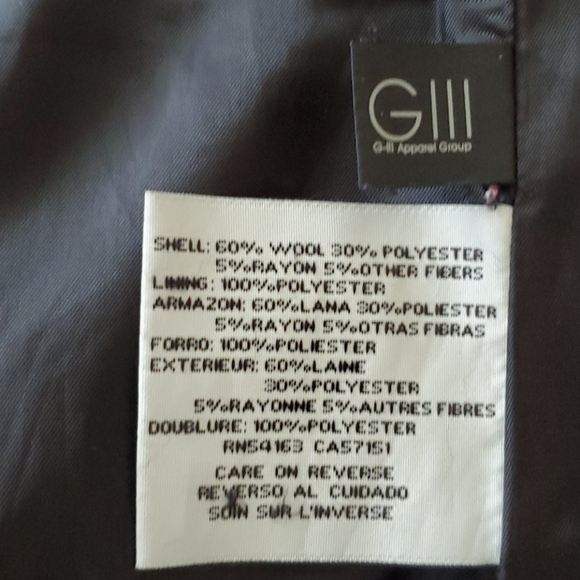 GIII
G-III Apparel Group
SHELL: 60% WOOL 30% POLYESTER
5%RAYON 5%OTHER FIBERS
LINING: 100%POLYESTER
ARMAZON: 60%LANA 30%POLIESTER
5%RAYON 5%OTRAS FIBRAS
FORRO: 100%POLIESTER
EXTERIEUR: 60%LAINE
30%POLYESTER
5%RAYONNE 5%AUTRES FIBRES
DOUBLURE: 100%POLYESTER
RN54163 CA57151
CARE ON REVERSE
REVERSO AL CUIDADO
SOIN SUR L'INVERSE